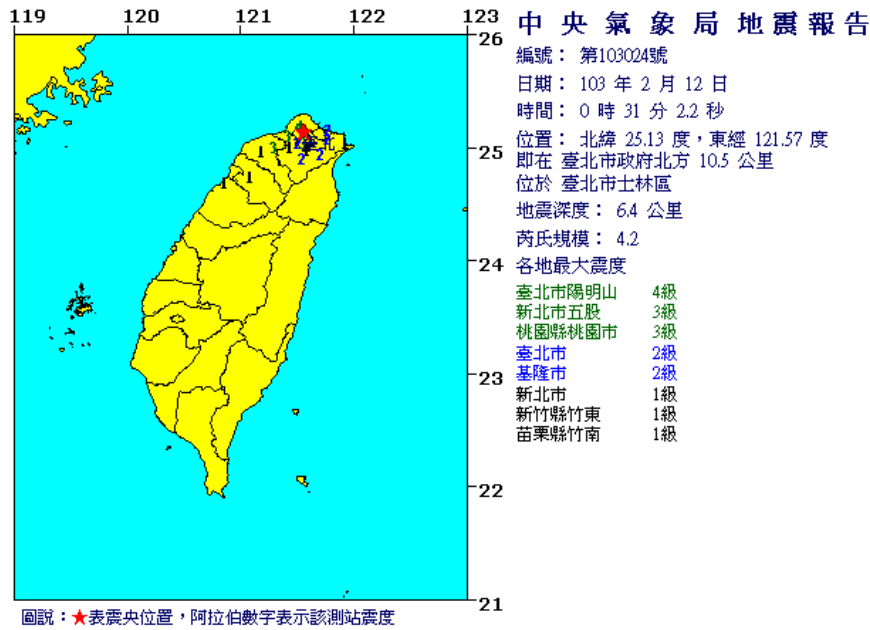 119 120 121 122 123
中央氣象局地震報告
編號： 第103024號
日期： 103 年 2 月 12 日
時間： 0 時 31 分 2.2 秒
位置： 北緯 25.13 度，東經 121.57 度
即在 臺北市政府北方 10.5 公里
位於 臺北市士林區
地震深度： 6.4 公里
芮氏規模： 4.2
各地最大震度
臺北市陽明山 4級
新北市五股 3級
桃園縣桃園市 3級
臺北市 2級
基隆市 2級
新北市 1級
新竹縣竹東 1級
苗栗縣竹南 1級
26
25
24
23
22
21
1
1
1
圖說：★表震央位置，阿拉伯數字表示該測站震度